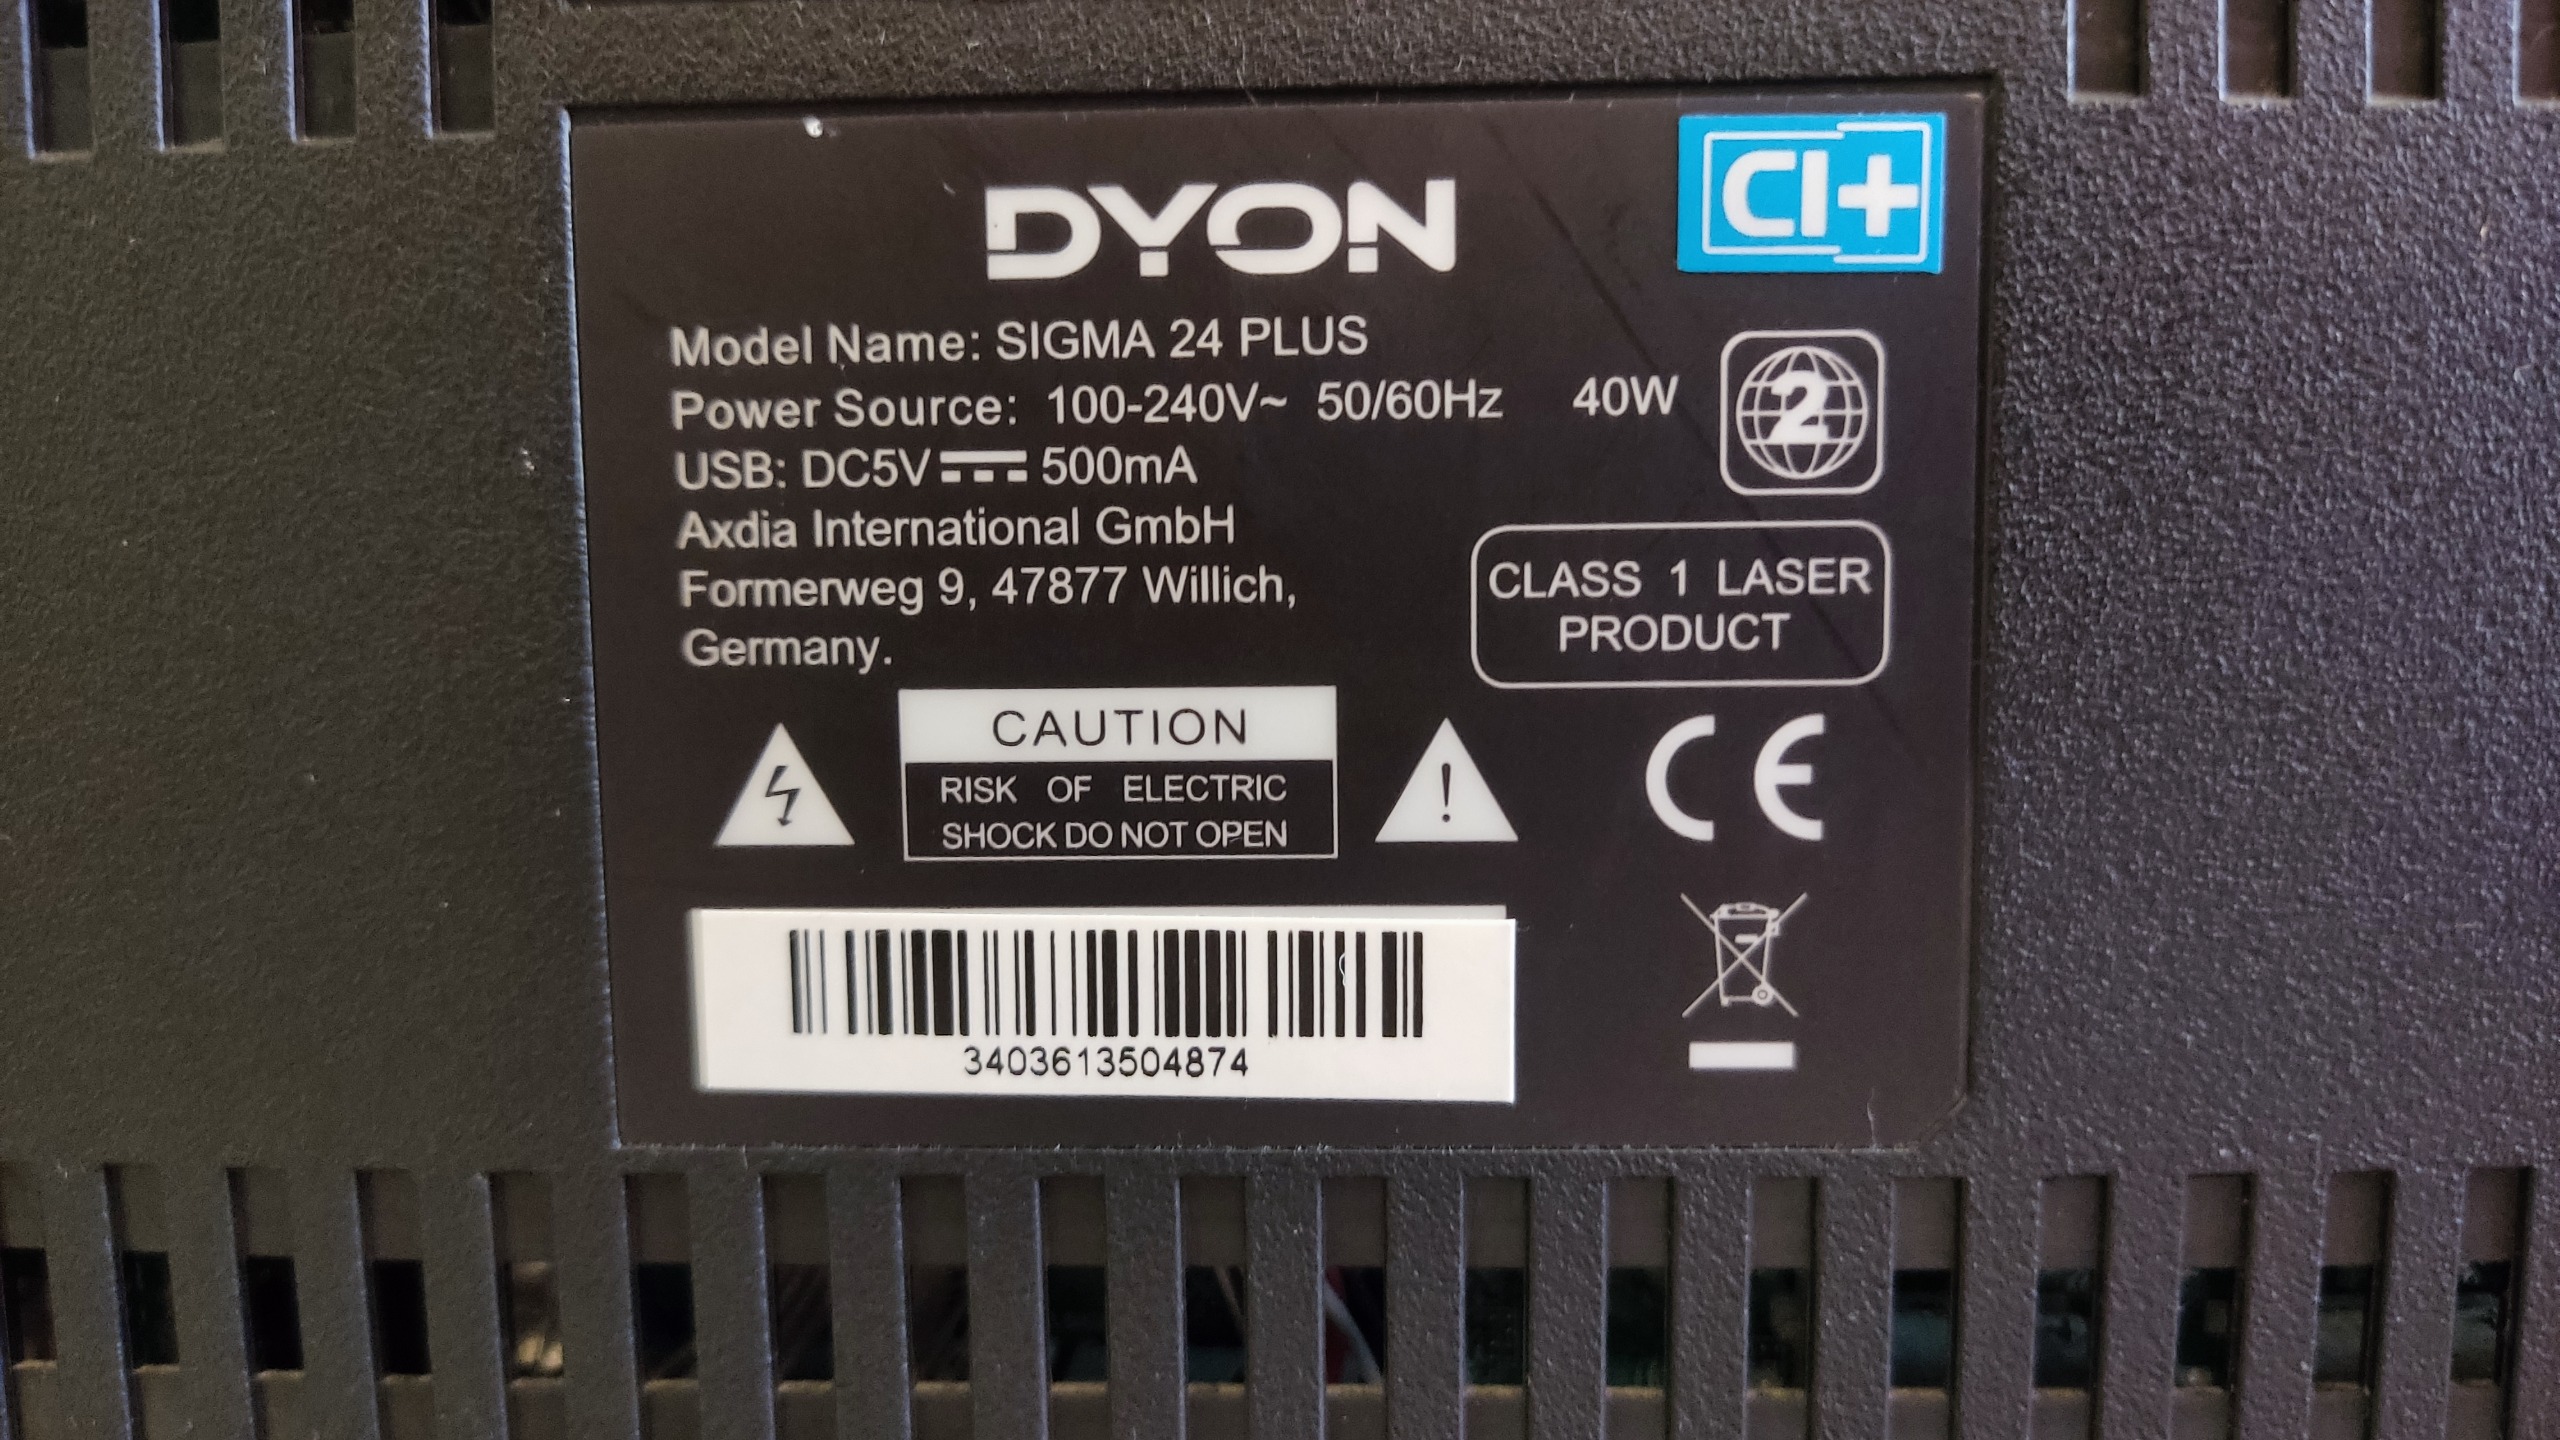 DYON
CI+
Model Name: SIGMA 24 PLUS
Power Source: 100-240V~ 50/60Hz 40W
2
USB: DC5V⎓500mA
Axdia International GmbH
Formerweg 9, 47877 Willich,
Germany.
CLASS 1 LASER
PRODUCT
CAUTION
RISK OF ELECTRIC
SHOCK DO NOT OPEN
!
CE
3403613504874